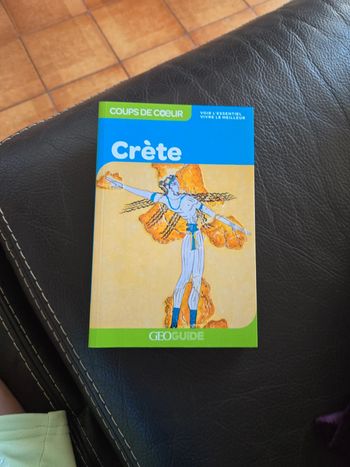 COUPS DE CŒUR
VOIR L'ESSENTIEL
VIVRE LE MEILLEUR
Crète
GEOGUIDE